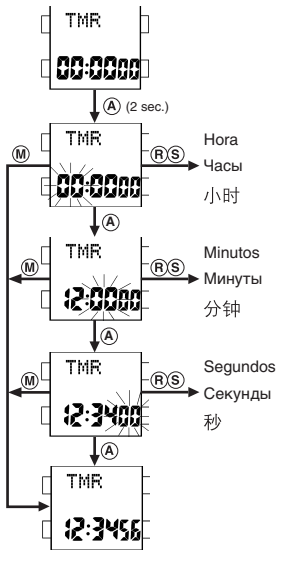 TMR
00:0000
A (2 sec.)
TMR
M
R S
Hora
Часы
小时
00:0000
A
TMR
M
R S
Minutos
Минуты
分钟
12:0000
A
TMR
M
R S
Segundos
Секунды
秒
12:3400
A
TMR
12:3456